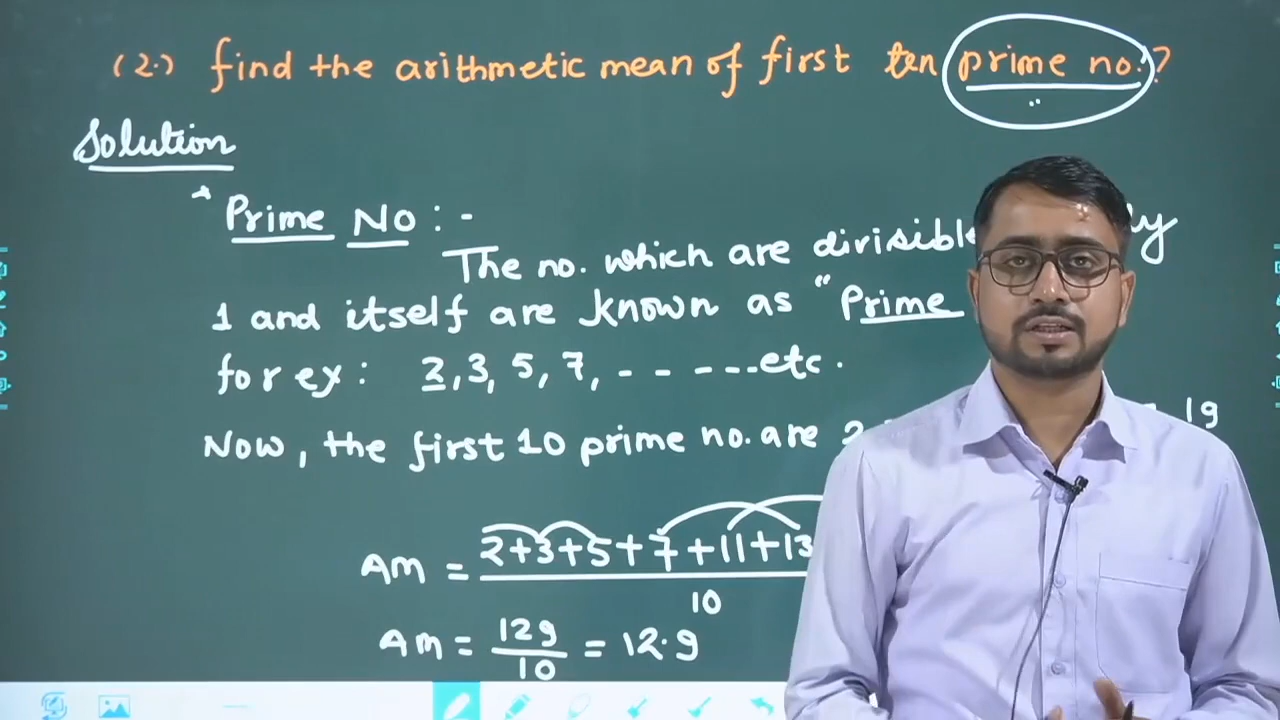 (2.) find the arithmetic mean of first ten prime no.?
Solution
* Prime No :-
The no. which are divisible
1 and itself are known as "Prime
for ex: 2, 3, 5, 7, - - - - - - etc.
Now, the first 10 prime no. are 2 19
AM = 2+3+5+7+11+13
10
AM = 129/10 = 12.9